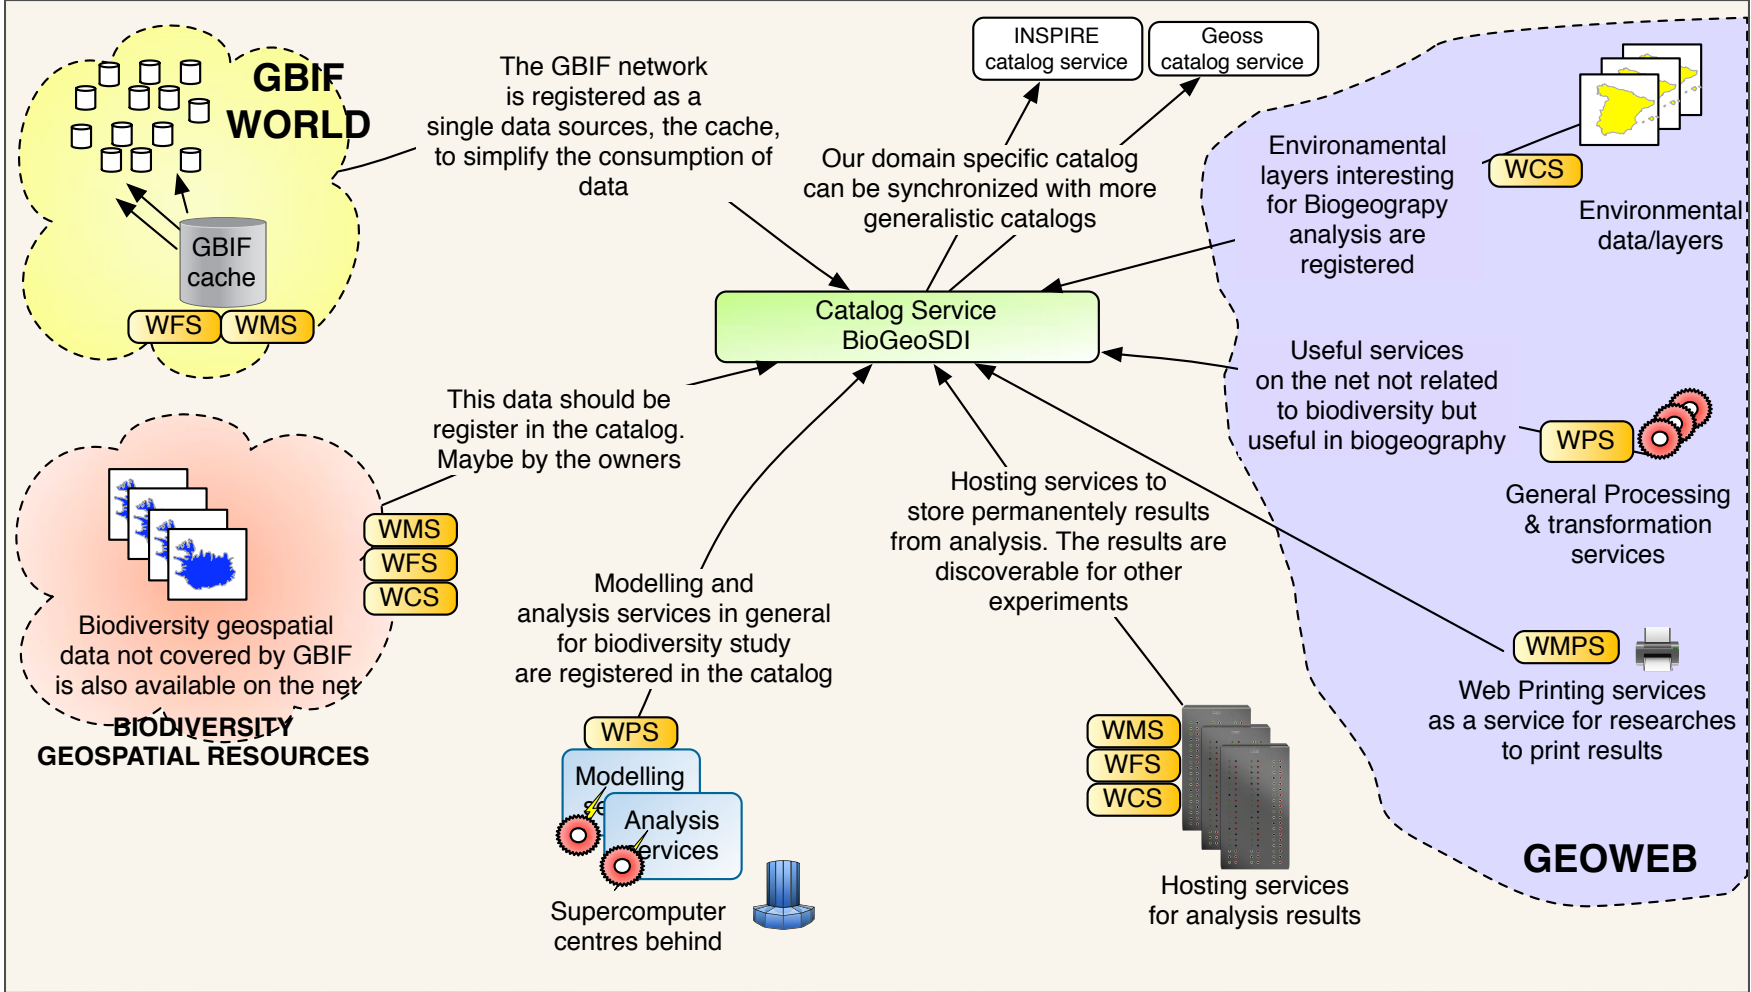 GBIF
WORLD
GBIF
cache
WFS
WMS
The GBIF network
is registered as a
single data sources, the cache,
to simplify the consumption of
data
INSPIRE
catalog service
Geoss
catalog service
Our domain specific catalog
can be synchronized with more
generalistic catalogs
Environamental
layers interesting
for Biogeograpy
analysis are
registered
WCS
Environmental
data/layers
Catalog Service
BioGeoSDI
Useful services
on the net not related
to biodiversity but
useful in biogeography
WPS
General Processing
& transformation
services
This data should be
register in the catalog.
Maybe by the owners
WMS
WFS
WCS
Biodiversity geospatial
data not covered by GBIF
is also available on the net
BIODIVERSITY
GEOSPATIAL RESOURCES
Modelling and
analysis services in general
for biodiversity study
are registered in the catalog
WPS
Modelling
Analysis
services
Supercomputer
centres behind
Hosting services to
store permanentely results
from analysis. The results are
discoverable for other
experiments
WMS
WFS
WCS
Hosting services
for analysis results
WMPS
Web Printing services
as a service for researches
to print results
GEOWEB